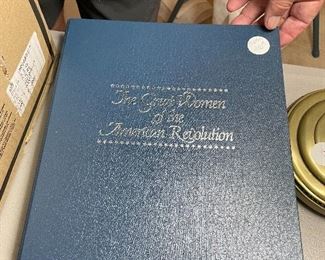 The Great Women
of the
American Revolution